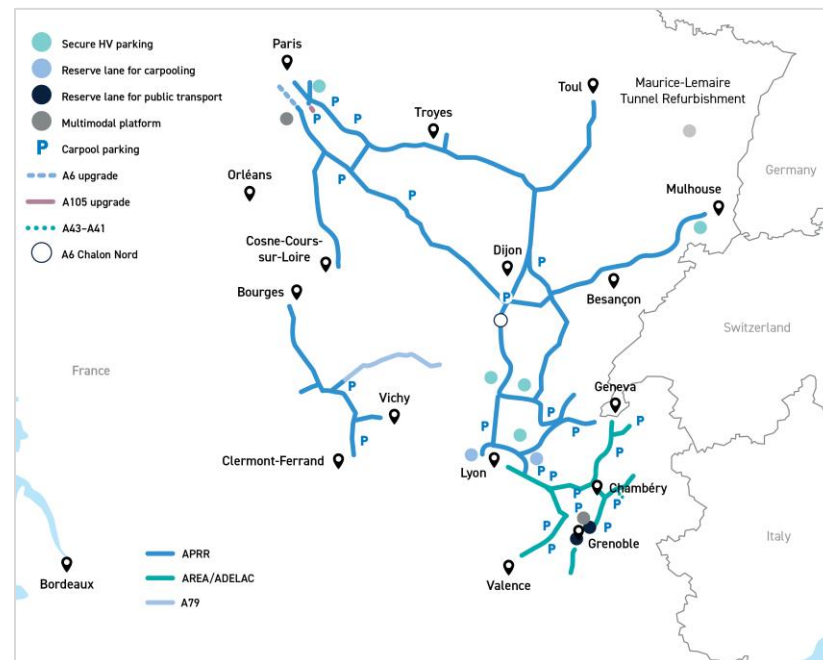 Secure HV parking
Reserve lane for carpooling
Reserve lane for public transport
Multimodal platform
P Carpool parking
A6 upgrade
A105 upgrade
A43–A41
A6 Chalon Nord
Paris
P
P
P
Troyes
Toul
Maurice-Lemaire
Tunnel Refurbishment
Germany
Orléans
Mulhouse
Cosne-Cours-
sur-Loire
Dijon
P
P
Besançon
Bourges
Switzerland
France
Geneva
Vichy
P
P
P
P
P
P
P
Clermont-Ferrand
Lyon
P
P
P
Chambéry
P
P
P
P
P
P
Grenoble
P
Italy
Valence
Bordeaux
APRR
AREA/ADELAC
A79